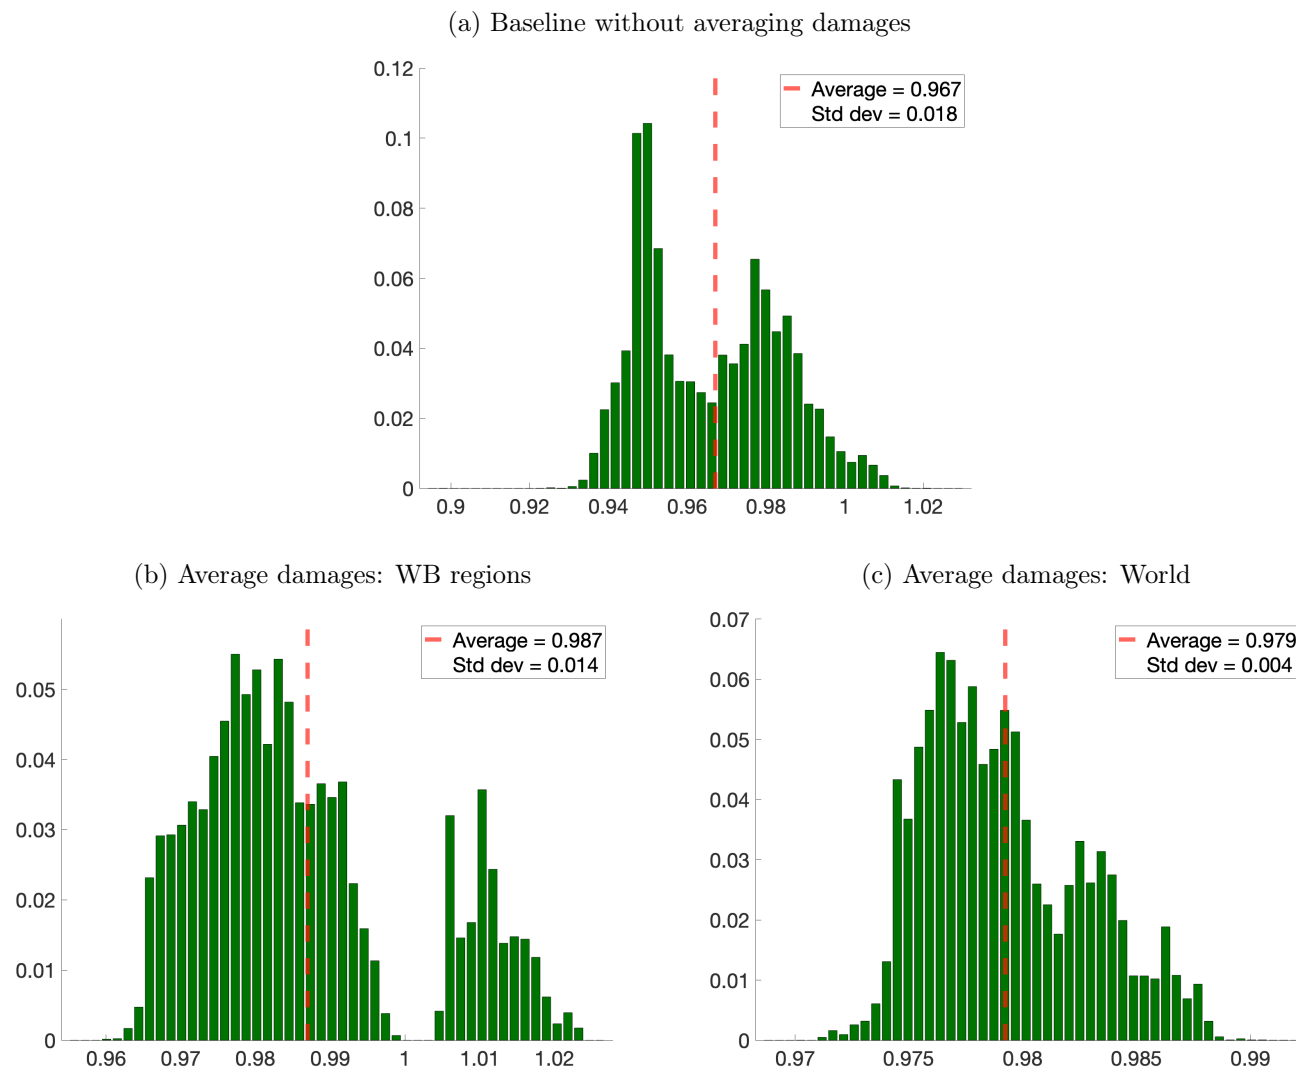 (a) Baseline without averaging damages
0.12
0.1
0.08
0.06
0.04
0.02
0
0.9 0.92 0.94 0.96 0.98 1 1.02
Average = 0.967
Std dev = 0.018
(b) Average damages: WB regions
0.05
0.04
0.03
0.02
0.01
0
0.96 0.97 0.98 0.99 1 1.01 1.02
Average = 0.987
Std dev = 0.014
(c) Average damages: World
0.07
0.06
0.05
0.04
0.03
0.02
0.01
0
0.97 0.975 0.98 0.985 0.99
Average = 0.979
Std dev = 0.004